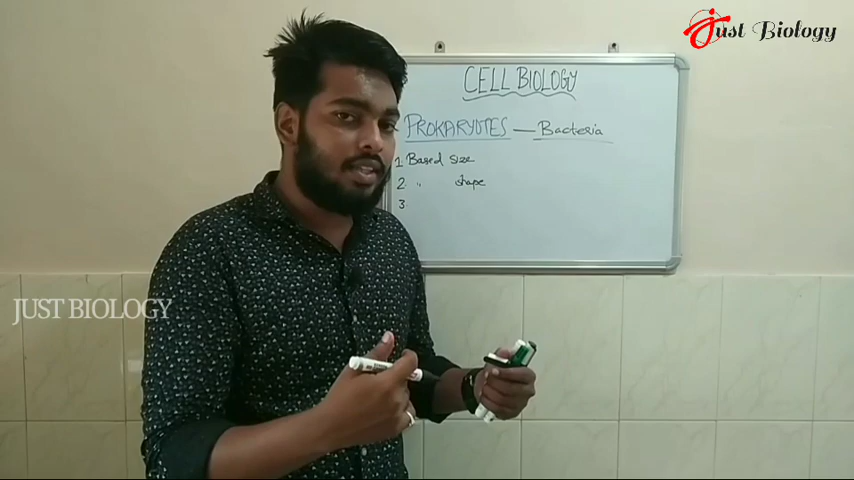 Just Biology
CELL BIOLOGY
PROKARYOTES — Bacteria
1 Based size
2. " shape
3.
JUST BIOLOGY